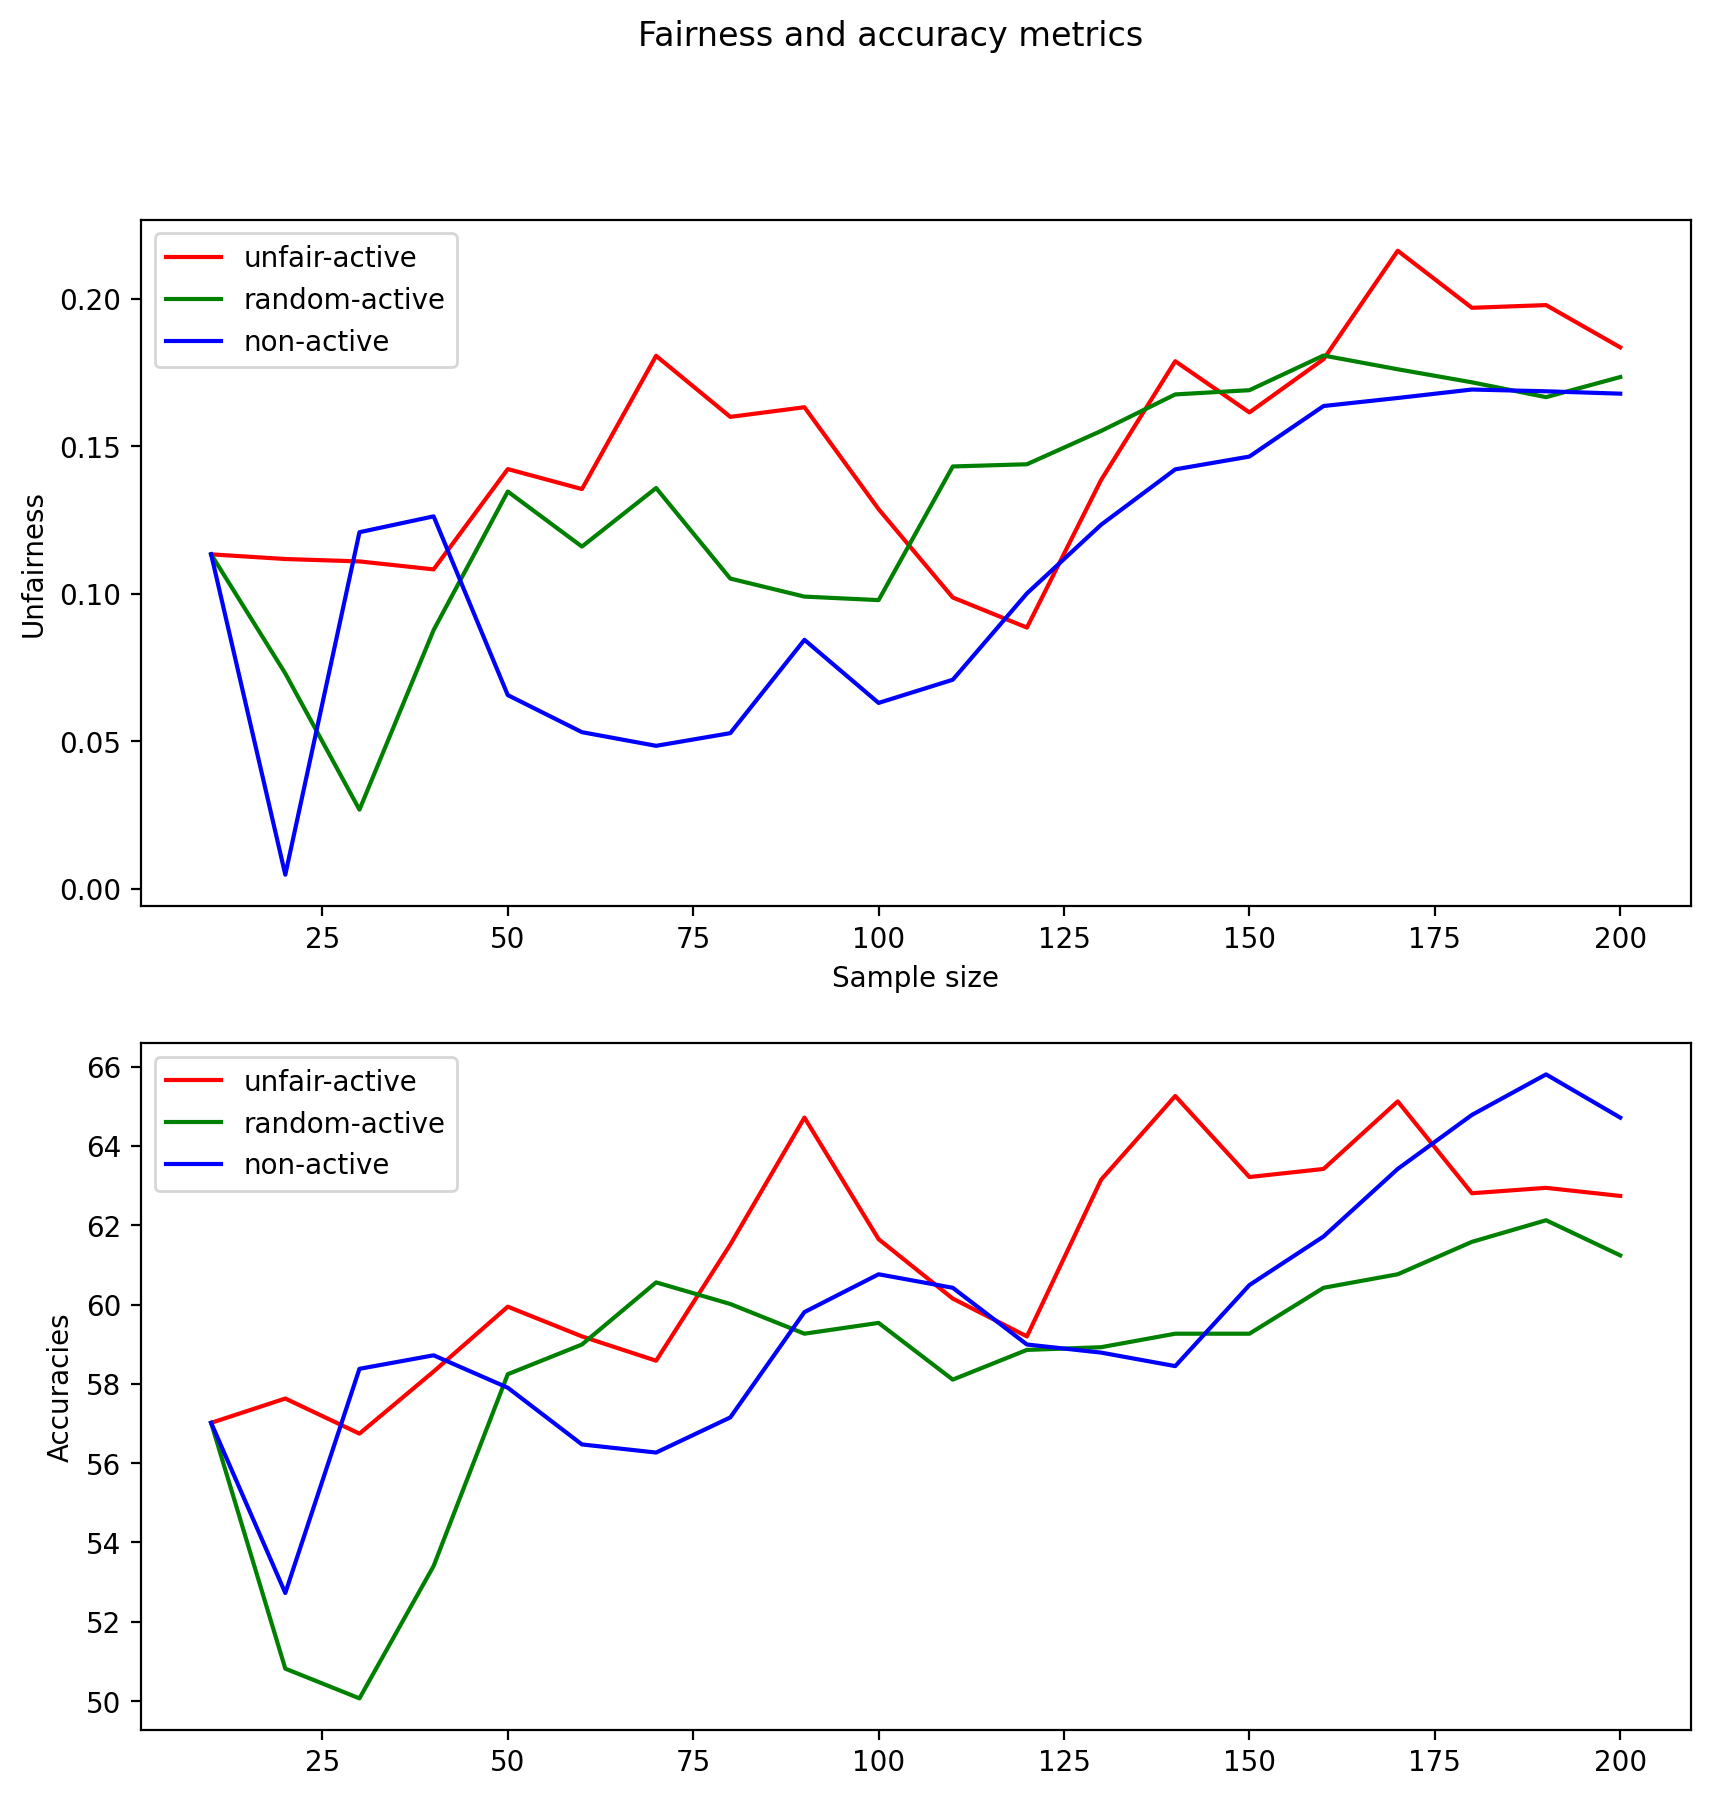 Fairness and accuracy metrics
unfair-active
random-active
non-active
0.20
0.15
0.10
0.05
0.00
Unfairness
25 50 75 100 125 150 175 200
Sample size
unfair-active
random-active
non-active
66
64
62
60
58
56
54
52
50
Accuracies
25 50 75 100 125 150 175 200